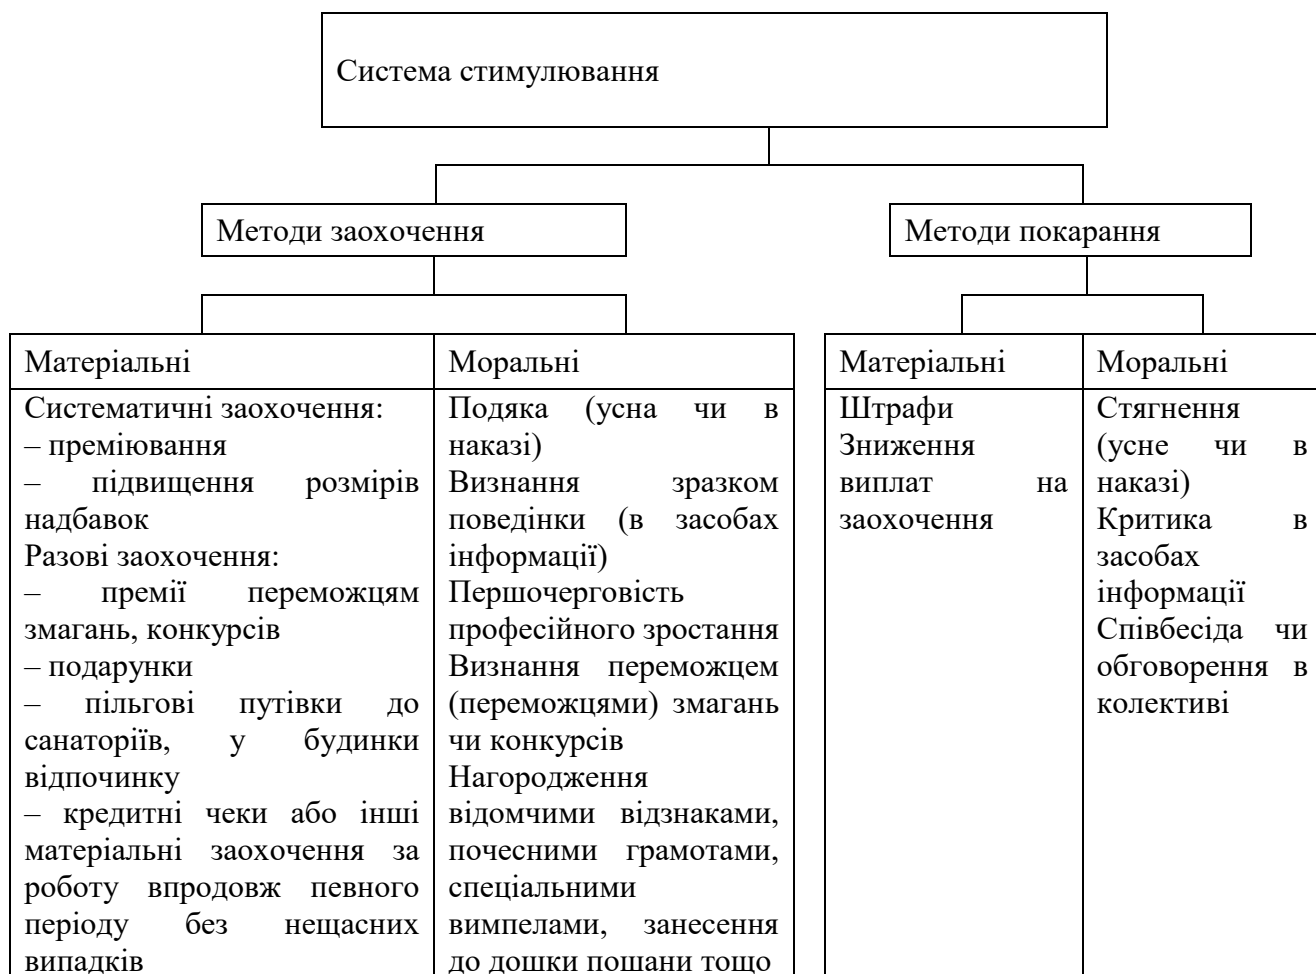 Система стимулювання
Методи заохочення
Методи покарання
Матеріальні
Систематичні заохочення:
– преміювання
– підвищення розмірів
надбавок
Разові заохочення:
– премії переможцям
змагань, конкурсів
– подарунки
– пільгові путівки до
санаторіїв, у будинки
відпочинку
– кредитні чеки або інші
матеріальні заохочення за
роботу впродовж певного
періоду без нещасних
випадків
Моральні
Подяка (усна чи в
наказі)
Визнання зразком
поведінки (в засобах
інформації)
Першочерговість
професійного зростання
Визнання переможцем
(переможцями) змагань
чи конкурсів
Нагородження
відомчими відзнаками,
почесними грамотами,
спеціальними
вимпелами, занесення
до дошки пошани тощо
Матеріальні
Штрафи
Зниження
виплат на
заохочення
Моральні
Стягнення
(усне чи в
наказі)
Критика в
засобах
інформації
Співбесіда чи
обговорення в
колективі